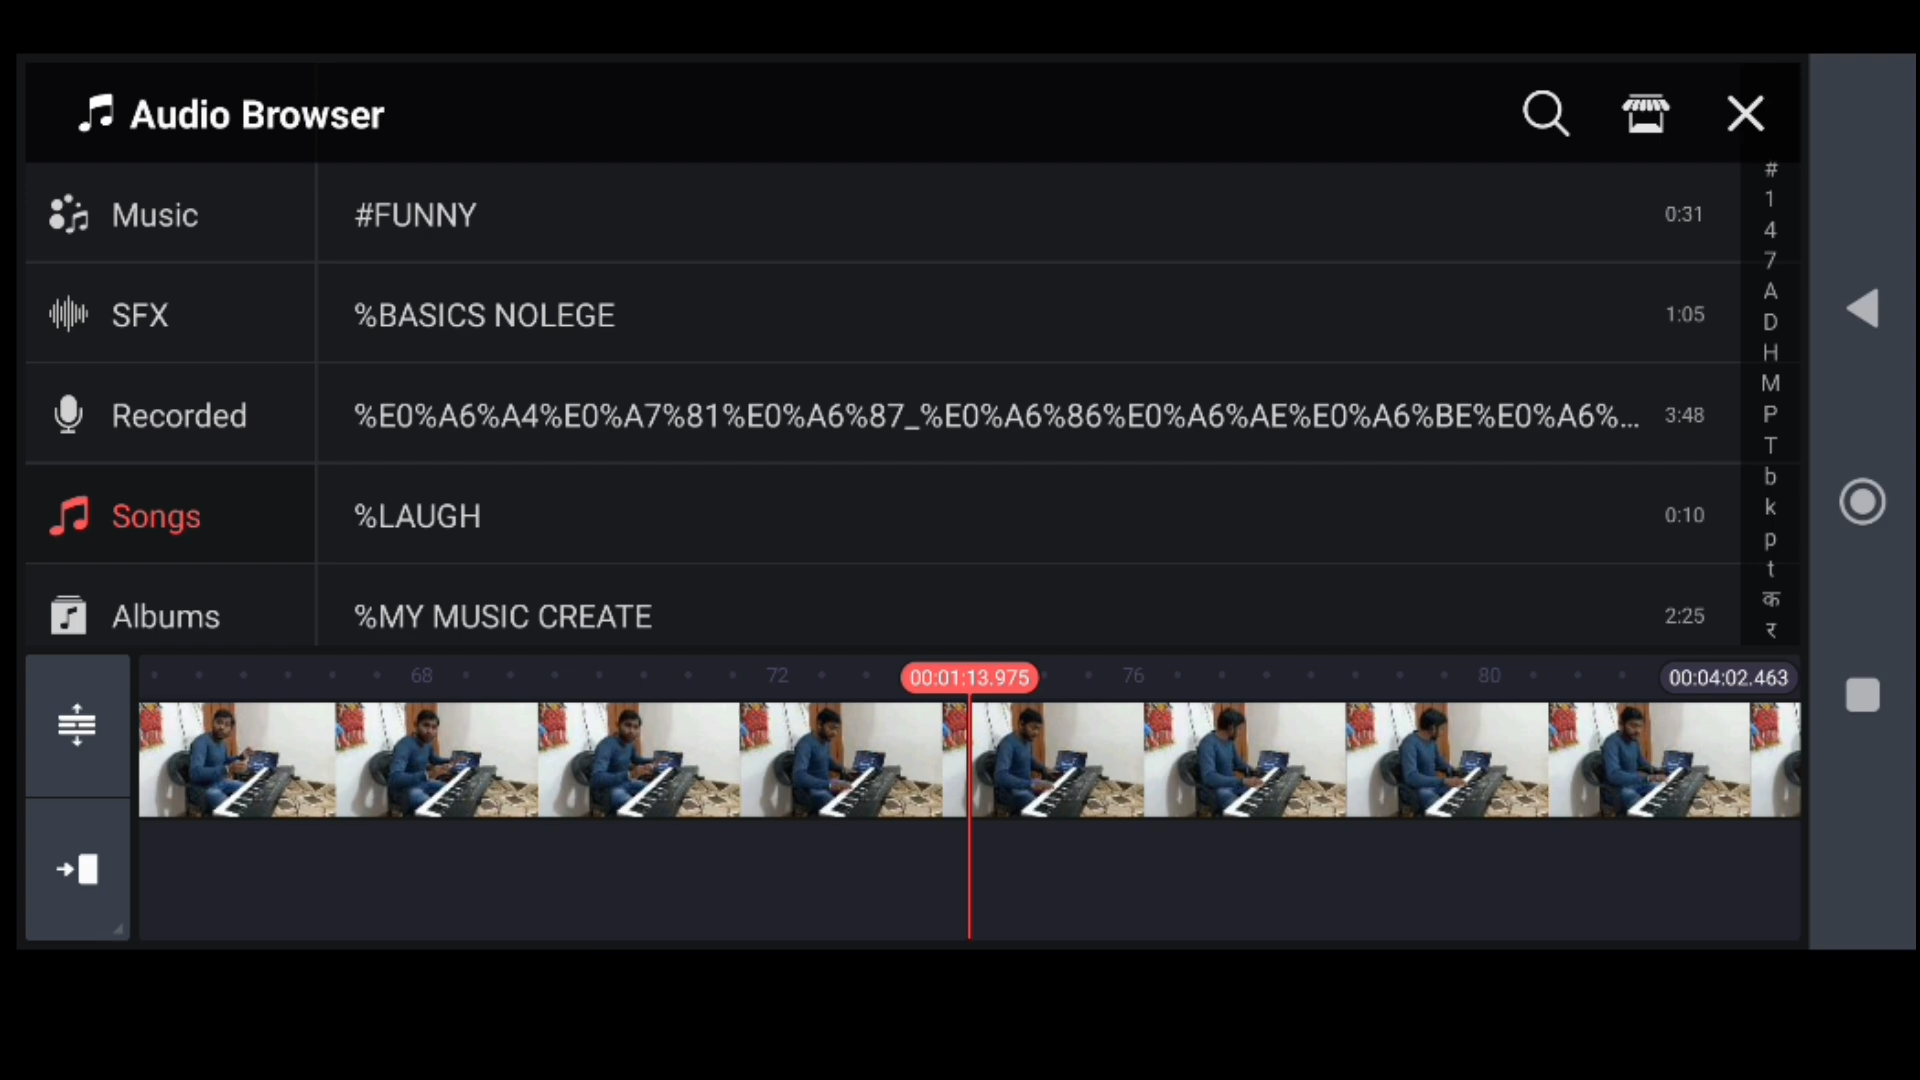 Audio Browser
Music
#FUNNY
0:31
SFX
%BASICS NOLEGE
1:05
Recorded
%E0%A6%A4%E0%A7%81%E0%A6%87_%E0%A6%86%E0%A6%AE%E0%A6%BE%E0%A6%...
3:48
Songs
%LAUGH
0:10
Albums
%MY MUSIC CREATE
2:25
#
1
4
7
A
D
H
M
P
T
b
k
p
t
क
र
68
72
00:01:13.975
76
80
00:04:02.463